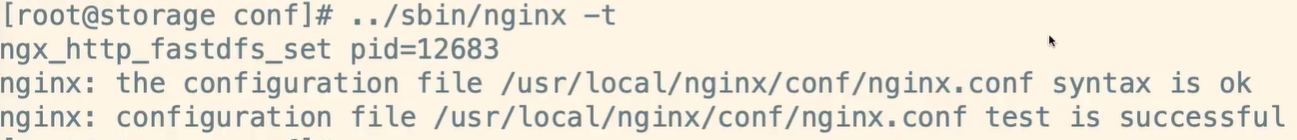 [root@storage conf]# ../sbin/nginx -t
ngx_http_fastdfs_set pid=12683
nginx: the configuration file /usr/local/nginx/conf/nginx.conf syntax is ok
nginx: configuration file /usr/local/nginx/conf/nginx.conf test is successful